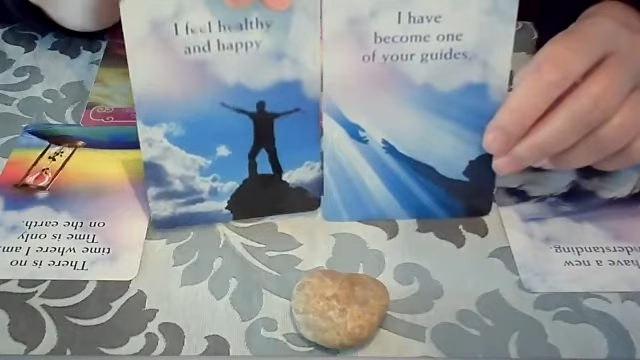 I feel healthy
and happy
I have
become one
of your guides.
There is no
time where I am
Time is only
on the earth.
have a new
understanding.